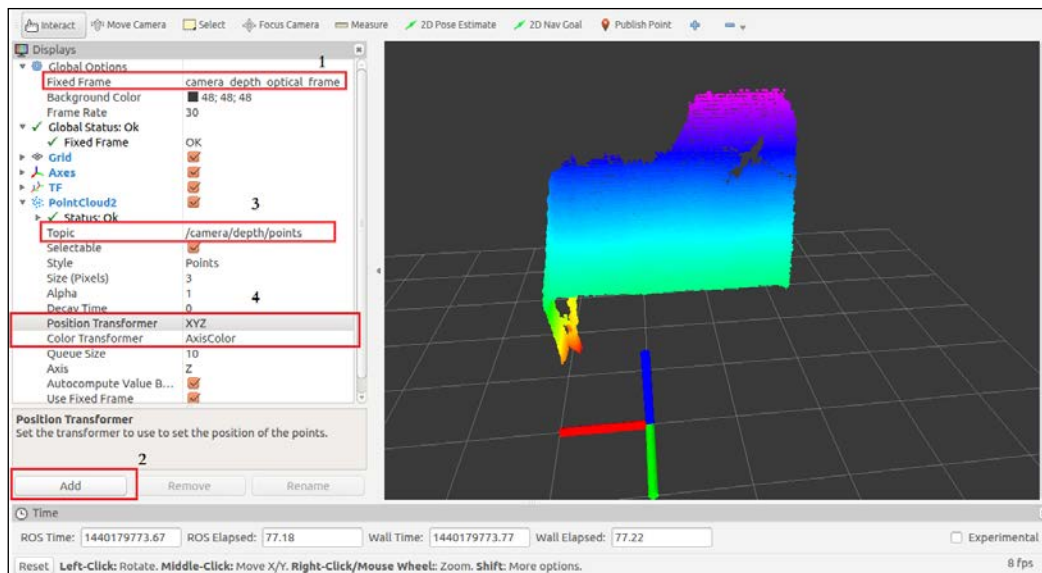 Interact Move Camera Select Focus Camera Measure 2D Pose Estimate 2D Nav Goal Publish Point
Displays
1
Global Options
Fixed Frame camera_depth_optical_frame
Background Color 48; 48; 48
Frame Rate 30
Global Status: Ok
Fixed Frame OK
Grid
Axes
TF
PointCloud2
3
Status: Ok
Topic /camera/depth/points
Selectable
Style Points
Size (Pixels) 3
Alpha 1
4
Decay Time 0
Position Transformer XYZ
Color Transformer AxisColor
Queue Size 10
Axis Z
Autocompute Value B...
Use Fixed Frame
Position Transformer
Set the transformer to use to set the position of the points.
2
Add Remove Rename
Time
ROS Time: 1440179773.67 ROS Elapsed: 77.18 Wall Time: 1440179773.77 Wall Elapsed: 77.22 Experimental
Reset Left-Click: Rotate. Middle-Click: Move X/Y. Right-Click/Mouse Wheel:: Zoom. Shift: More options. 8 fps